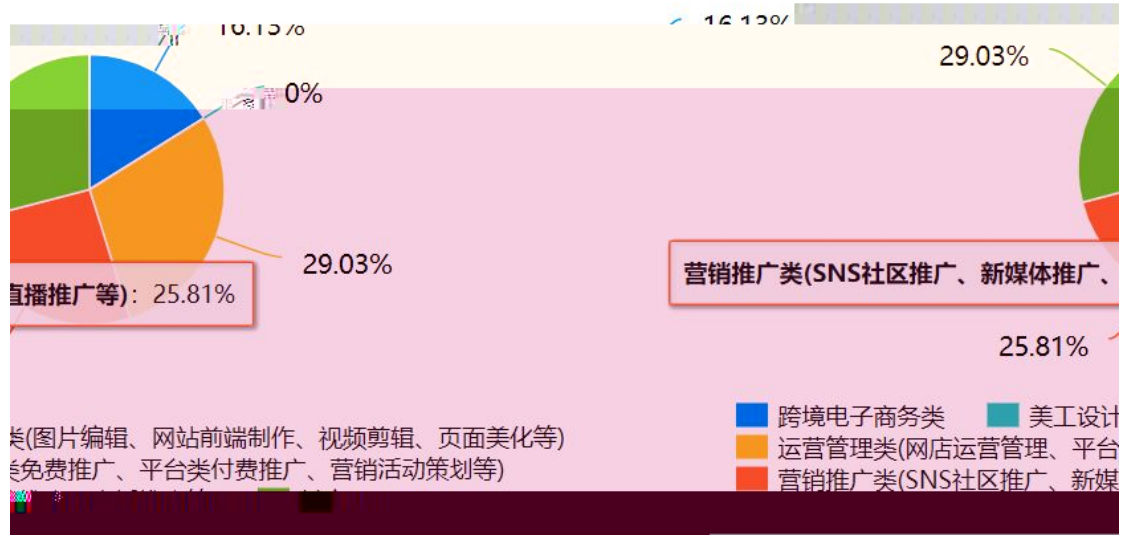 16.13%
16.13%
29.03%
0%
29.03%
直播推广等)：25.81%
营销推广类(SNS社区推广、新媒体推广、
25.81%
跨境电子商务类 美工设计
类(图片编辑、网站前端制作、视频剪辑、页面美化等)
运营管理类(网店运营管理、平台
类免费推广、平台类付费推广、营销活动策划等)
营销推广类(SNS社区推广、新媒